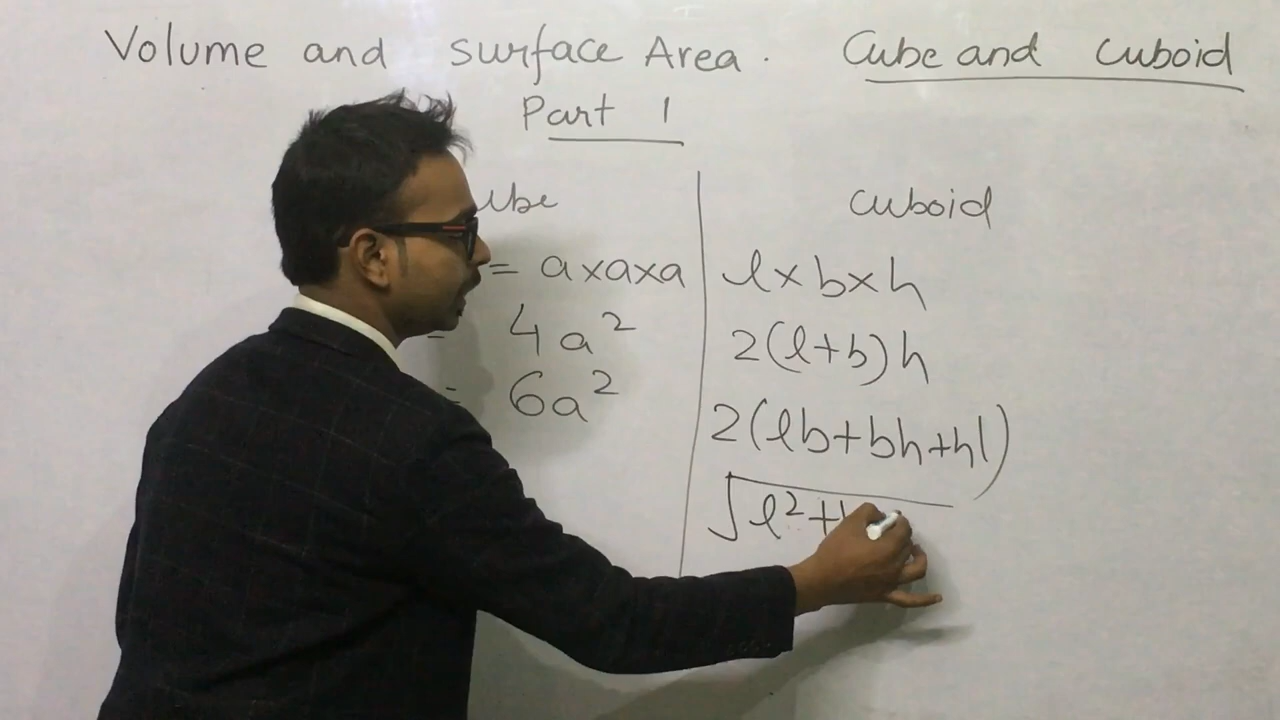 Volume and surface Area. Cube and cuboid
Part 1
ube cuboid
= a×a×a l×b×h
= 4a² 2(l+b)h
= 6a² 2(lb+bh+hl)
√l²+